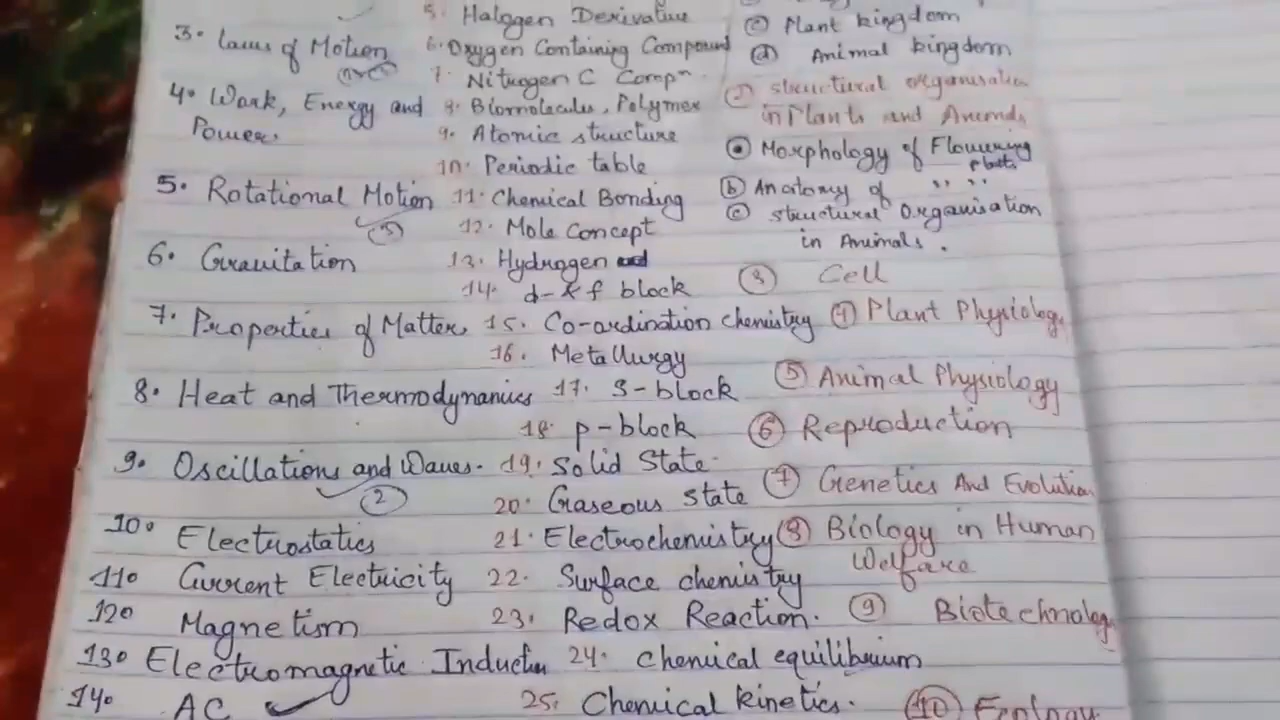 3. Laws of Motion
4. Work, Energy and
Power.
5. Rotational Motion
(5)
6. Gravitation
7. Properties of Matter
8. Heat and Thermodynamics
9. Oscillations and Waves.
(2)
10. Electrostatics
11. Current Electricity
12. Magnetism
13. Electromagnetic Inductn
14. AC
5. Halogen Derivative
6. Oxygen Containing Compound
7. Nitrogen C Compn.
8. Biomolecules, Polymer
9. Atomic structure
10. Periodic table
11. Chemical Bonding
12. Mole Concept
13. Hydrogen
14. d- & f block
15. Co-ordination chemistry
16. Metallurgy
17. S-block
18. p-block
19. Solid State.
20. Gaseous state
21. Electrochemistry
22. Surface chemistry
23. Redox Reaction.
24. Chemical equilibrium
25. Chemical kinetics.
(c) Plant kingdom
(d) Animal kingdom
(2) structural organisation
in Plants and Animals
(a) Morphology of Flowering
Plants
(b) Anatomy of " "
(c) structural Organisation
in Animals.
(3) Cell
(4) Plant Physiology
(5) Animal Physiology
(6) Reproduction
(7) Genetics And Evolution
(8) Biology in Human
Welfare
(9) Biotechnolog
(10) Ecology